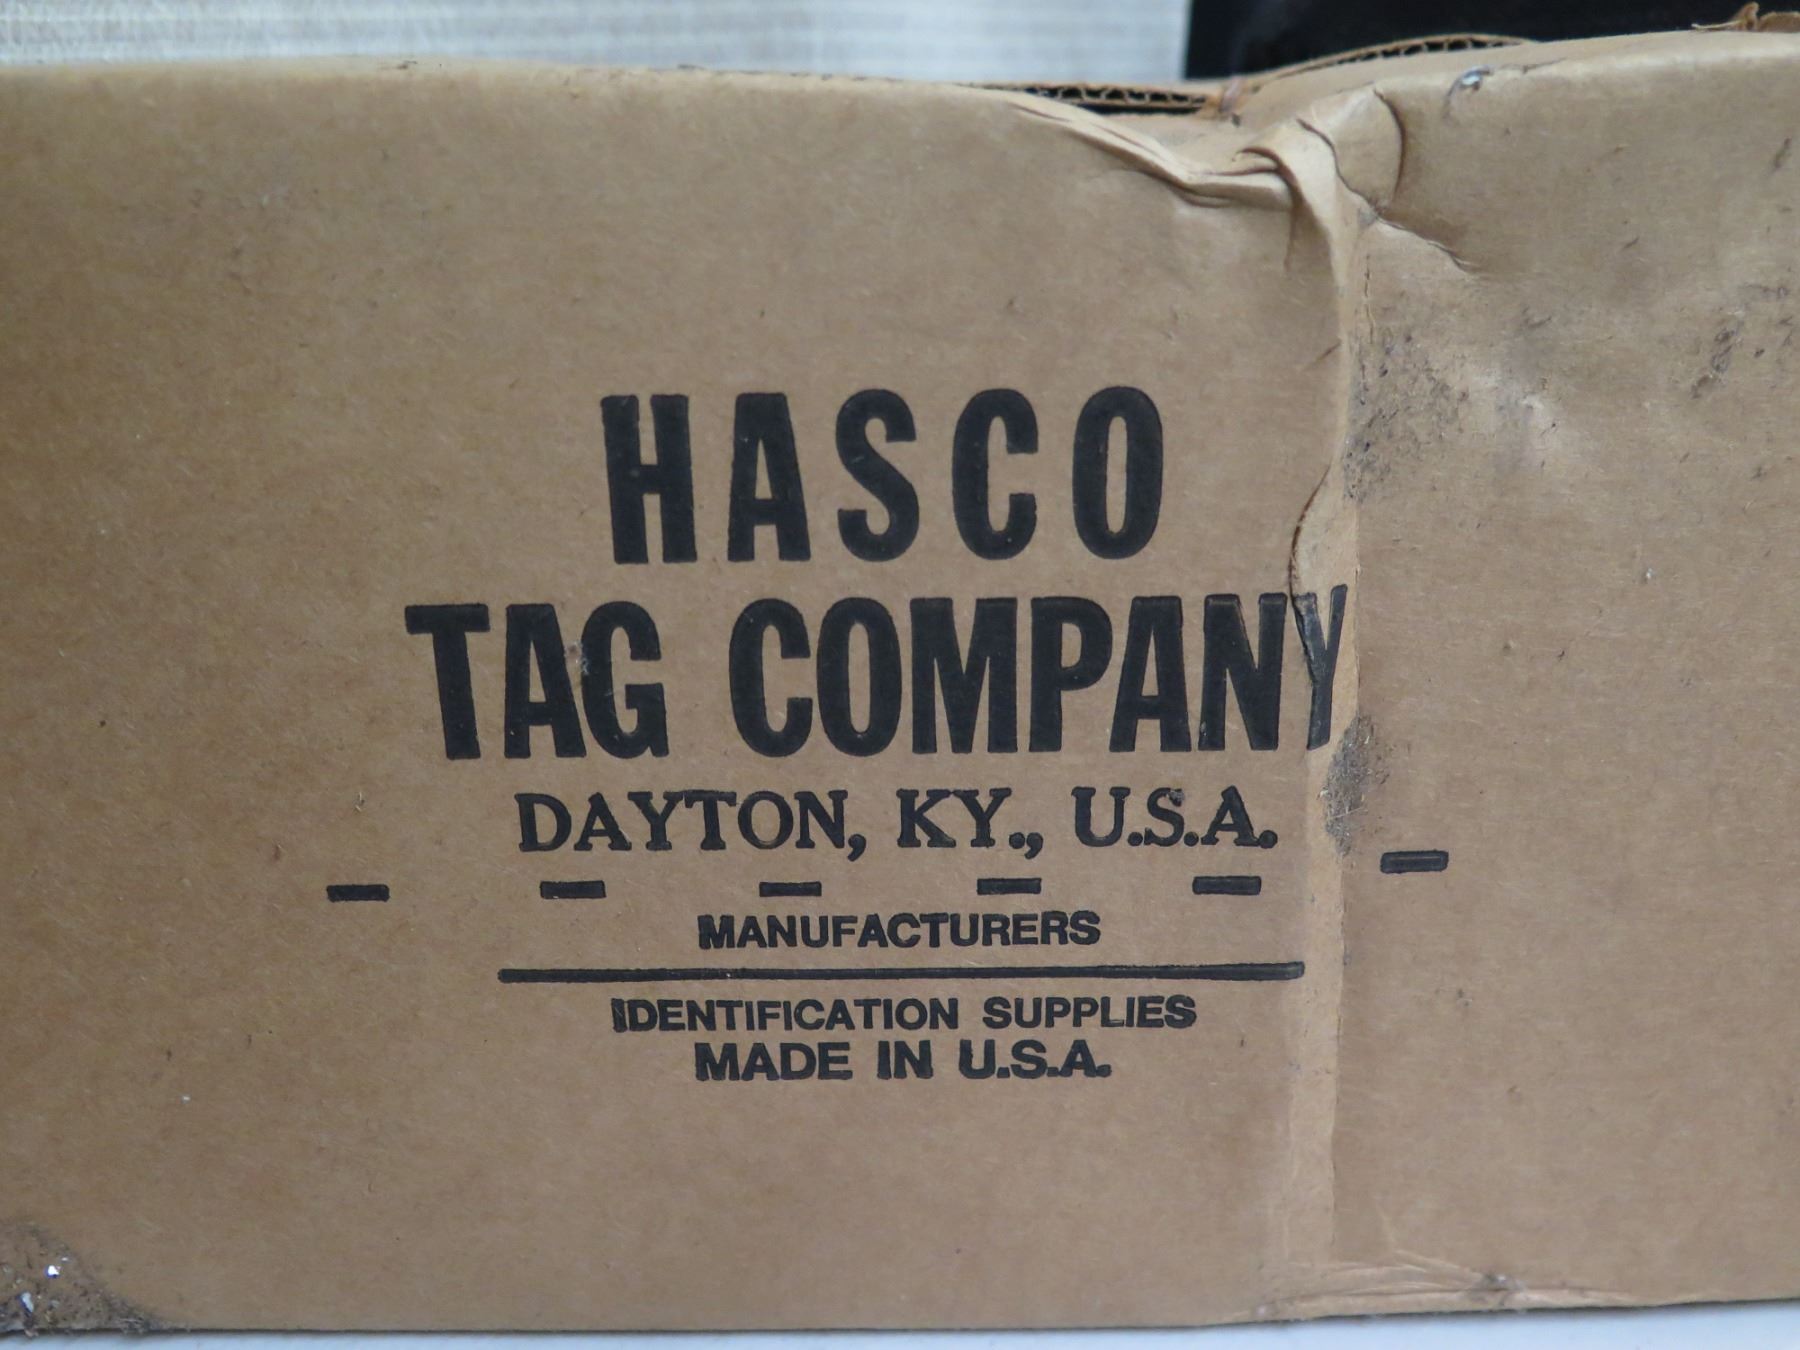 HASCO
TAG COMPANY
DAYTON, KY., U.S.A.
MANUFACTURERS
IDENTIFICATION SUPPLIES
MADE IN U.S.A.